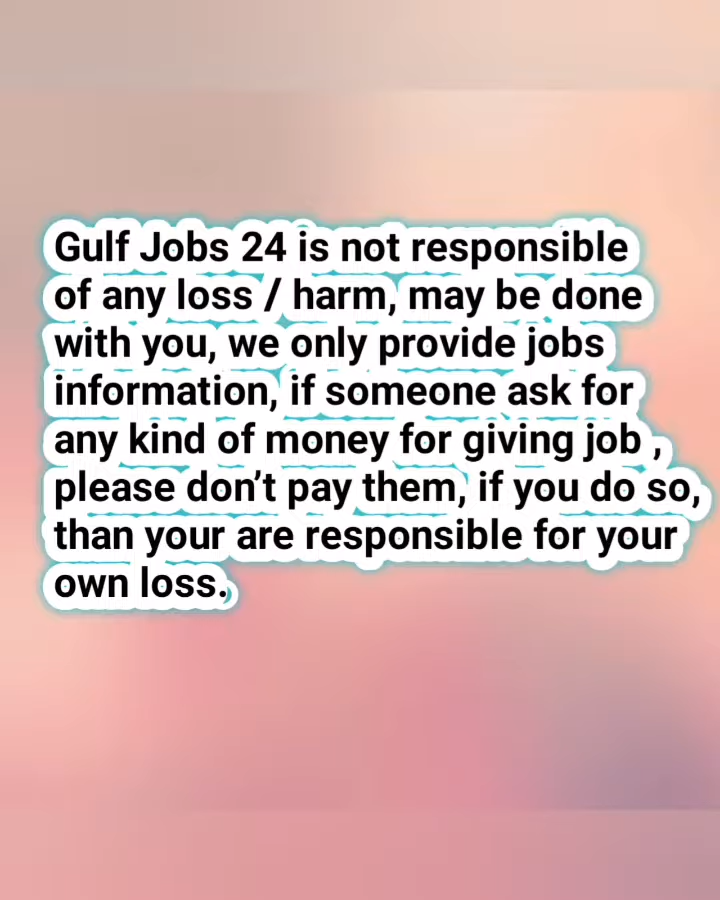 Gulf Jobs 24 is not responsible
of any loss / harm, may be done
with you, we only provide jobs
information, if someone ask for
any kind of money for giving job ,
please don’t pay them, if you do so,
than your are responsible for your
own loss.